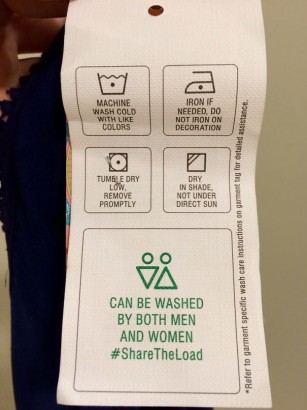 MACHINE
WASH COLD
WITH LIKE
COLORS
IRON IF
NEEDED, DO
NOT IRON ON
DECORATION
TUMBLE DRY
LOW,
REMOVE
PROMPTLY
DRY
IN SHADE,
NOT UNDER
DIRECT SUN
CAN BE WASHED
BY BOTH MEN
AND WOMEN
#ShareTheLoad
*Refer to garment specific wash care instructions on garment tag for detailed assistance.